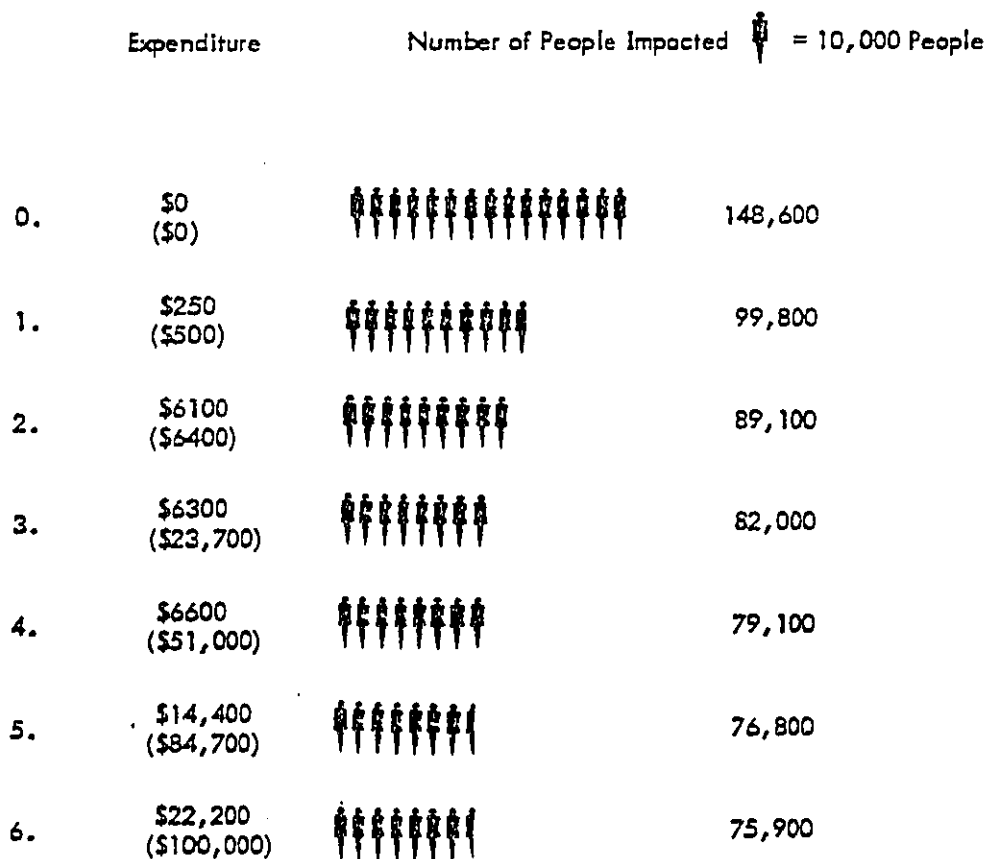 Expenditure Number of People Impacted = 10,000 People
0. $0 148,600
($0)
1. $250 99,800
($500)
2. $6100 89,100
($6400)
3. $6300 82,000
($23,700)
4. $6600 79,100
($51,000)
5. $14,400 76,800
($84,700)
6. $22,200 75,900
($100,000)